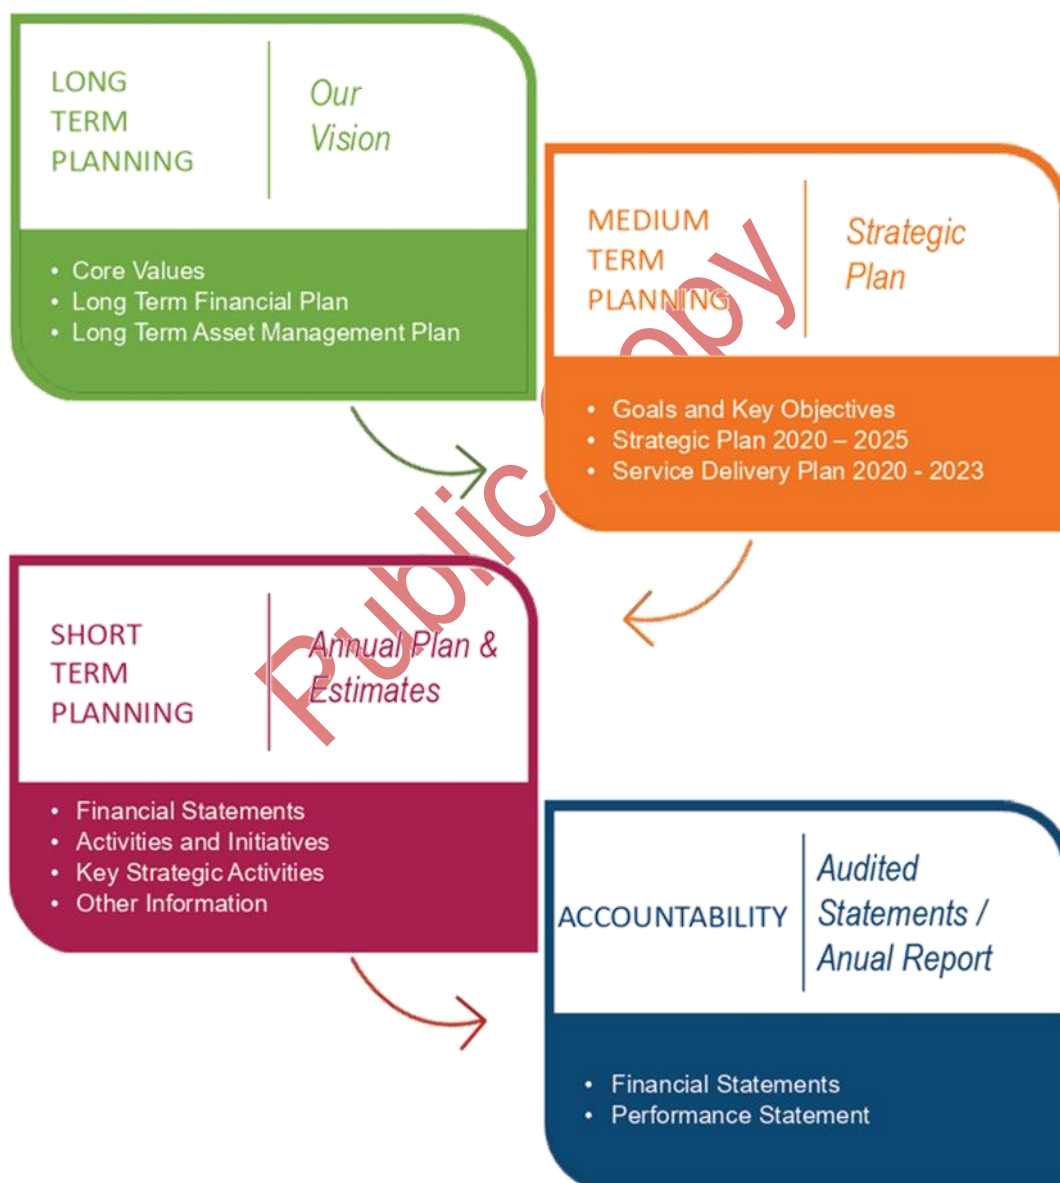 LONG
TERM
PLANNING
Our
Vision
• Core Values
• Long Term Financial Plan
• Long Term Asset Management Plan
MEDIUM
TERM
PLANNING
Strategic
Plan
• Goals and Key Objectives
• Strategic Plan 2020 – 2025
• Service Delivery Plan 2020 - 2023
Public Copy
SHORT
TERM
PLANNING
Annual Plan &
Estimates
• Financial Statements
• Activities and Initiatives
• Key Strategic Activities
• Other Information
ACCOUNTABILITY
Audited
Statements /
Anual Report
• Financial Statements
• Performance Statement